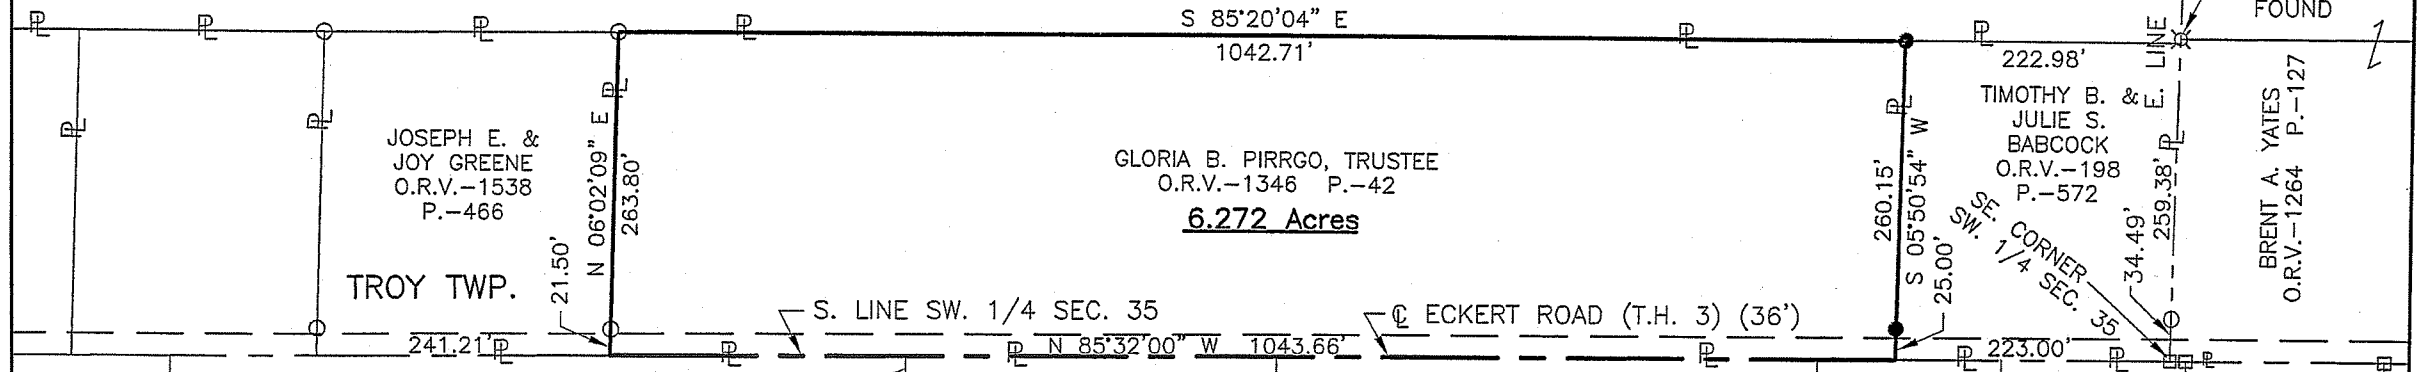 S 85°20'04" E
1042.71'
FOUND
222.98'
E. LINE
TIMOTHY B. &
JULIE S.
BABCOCK
O.R.V.-198
P.-572
BRENT A. YATES
O.R.V.-1264 P.-127
JOSEPH E. &
JOY GREENE
O.R.V.-1538
P.-466
N 06°02'09" E
263.80'
GLORIA B. PIRRGO, TRUSTEE
O.R.V.-1346 P.-42
6.272 Acres
260.15'
S 05°50'54" W
25.00'
SE. CORNER
SW. 1/4 SEC. 35
34.49'
259.38'
TROY TWP.
21.50'
S. LINE SW. 1/4 SEC. 35
℄ ECKERT ROAD (T.H. 3) (36')
241.21'
N 85°32'00" W 1043.66'
223.00'